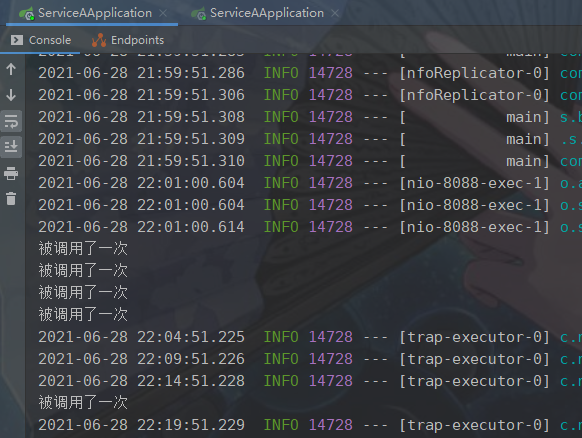 ServiceAApplication ServiceAApplication
Console Endpoints
2021-06-28 21:59:51.286 INFO 14728 --- [nfoReplicator-0] con
2021-06-28 21:59:51.306 INFO 14728 --- [nfoReplicator-0] con
2021-06-28 21:59:51.308 INFO 14728 --- [ main] s.b
2021-06-28 21:59:51.309 INFO 14728 --- [ main] .s.
2021-06-28 21:59:51.310 INFO 14728 --- [ main] con
2021-06-28 22:01:00.604 INFO 14728 --- [nio-8088-exec-1] o.a
2021-06-28 22:01:00.604 INFO 14728 --- [nio-8088-exec-1] o.s
2021-06-28 22:01:00.614 INFO 14728 --- [nio-8088-exec-1] o.s
被调用了一次
被调用了一次
被调用了一次
被调用了一次
2021-06-28 22:04:51.225 INFO 14728 --- [trap-executor-0] c.n
2021-06-28 22:09:51.226 INFO 14728 --- [trap-executor-0] c.n
2021-06-28 22:14:51.228 INFO 14728 --- [trap-executor-0] c.n
被调用了一次
2021-06-28 22:19:51.229 INFO 14728 --- [trap-executor-0] c.n